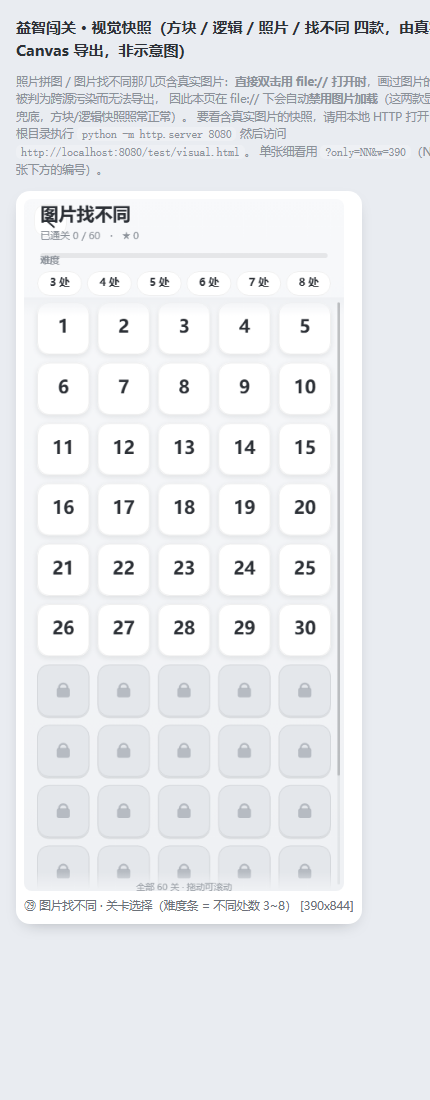 益智闯关 · 视觉快照（方块 / 逻辑 / 照片 / 找不同 四款，由真
Canvas 导出，非示意图)
照片拼图 / 图片找不同那几页含真实图片：直接双击用 file:// 打开时，画过图片的
被判为跨源污染而无法导出， 因此本页在 file:// 下会自动禁用图片加载（这两款显
兜底，方块/逻辑快照照常正常）。 要看含真实图片的快照，请用本地 HTTP 打开
根目录执行 python -m http.server 8080 然后访问
http://localhost:8080/test/visual.html 。 单张细看用 ?only=NN&w=390 （N
张下方的编号）。
图片找不同
已通关 0 / 60 · ★ 0
难度
3 处 4 处 5 处 6 处 7 处 8 处
1 2 3 4 5
6 7 8 9 10
11 12 13 14 15
16 17 18 19 20
21 22 23 24 25
26 27 28 29 30
全部 60 关 · 拖动可滚动
㉙ 图片找不同 · 关卡选择（难度条 = 不同处数 3~8） [390x844]